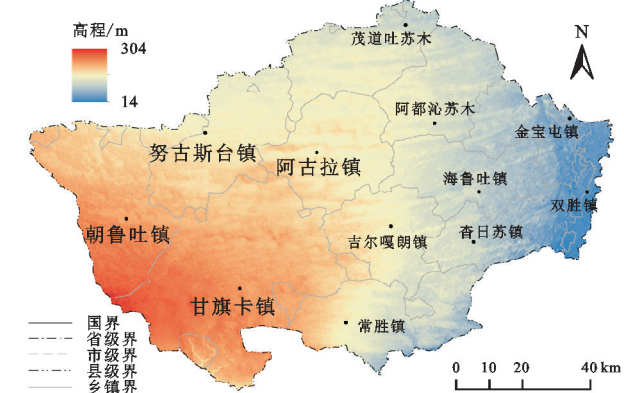 高程/m
304
14
N
茂道吐苏木
阿都沁苏木
金宝屯镇
努古斯台镇
阿古拉镇
海鲁吐镇
双胜镇
朝鲁吐镇
吉尔嘎朗镇
杳日苏镇
甘旗卡镇
常胜镇
国界
省级界
市级界
县级界
乡镇界
0 10 20 40 km